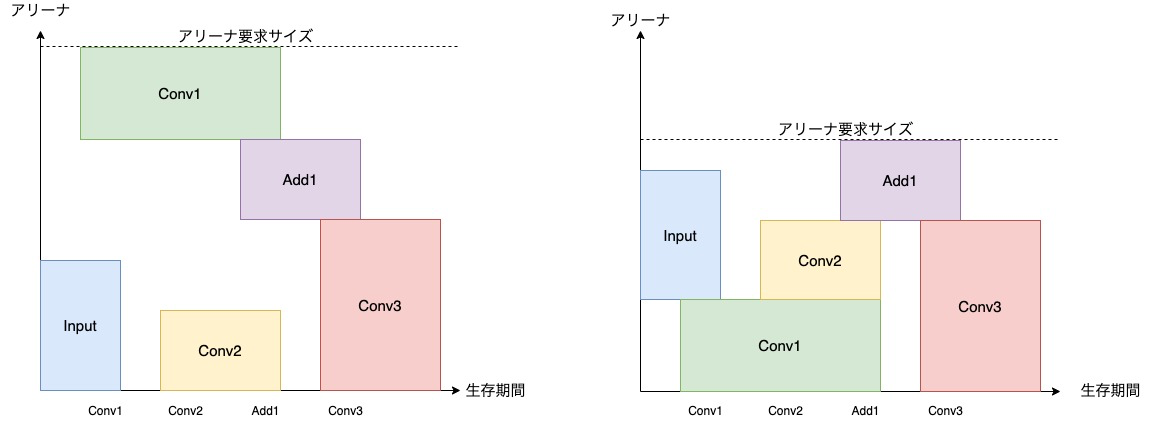 アリーナ
アリーナ要求サイズ
Conv1
Add1
Input
Conv2
Conv3
生存期間
Conv1
Conv2
Add1
Conv3
アリーナ
アリーナ要求サイズ
Add1
Input
Conv2
Conv3
Conv1
生存期間
Conv1
Conv2
Add1
Conv3